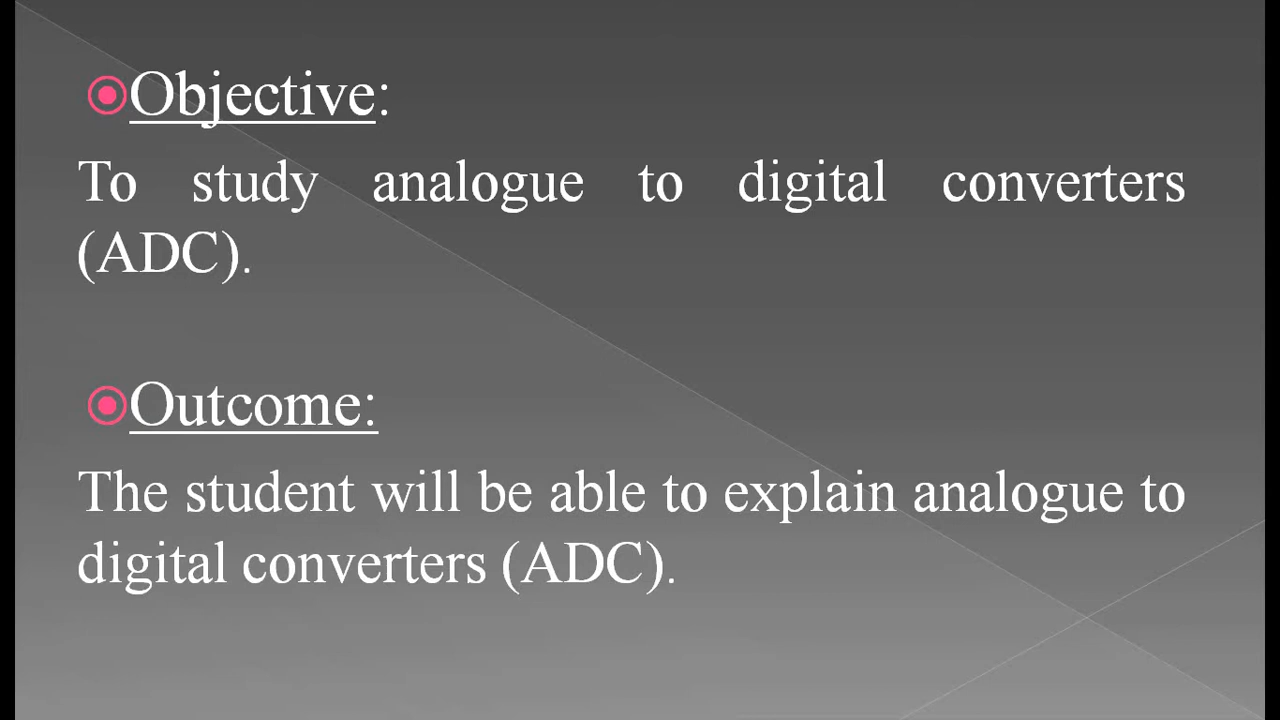 Objective:
To study analogue to digital converters
(ADC).
Outcome:
The student will be able to explain analogue to
digital converters (ADC).